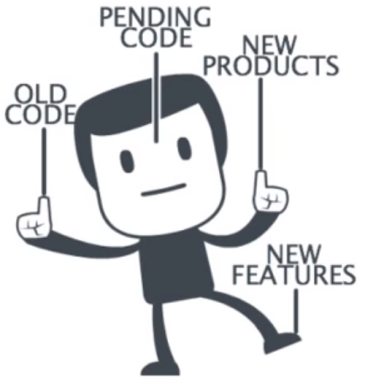 PENDING
CODE
NEW
PRODUCTS
OLD
CODE
NEW
FEATURES